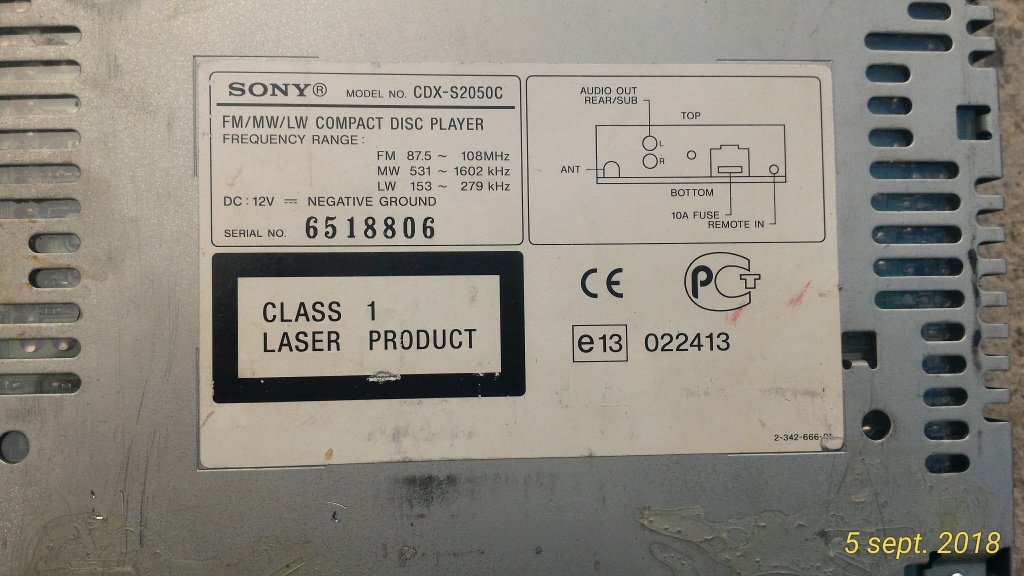 SONY® MODEL NO. CDX-S2050C
FM/MW/LW COMPACT DISC PLAYER
FREQUENCY RANGE:
FM 87.5 ~ 108MHz
MW 531 ~ 1602 kHz
LW 153 ~ 279 kHz
DC: 12V ⎓ NEGATIVE GROUND
SERIAL NO. 6518806
AUDIO OUT
REAR/SUB
TOP
L
R
ANT
BOTTOM
10A FUSE
REMOTE IN
CLASS 1
LASER PRODUCT
CE PCT
e13 022413
2-342-666-
5 sept. 2018